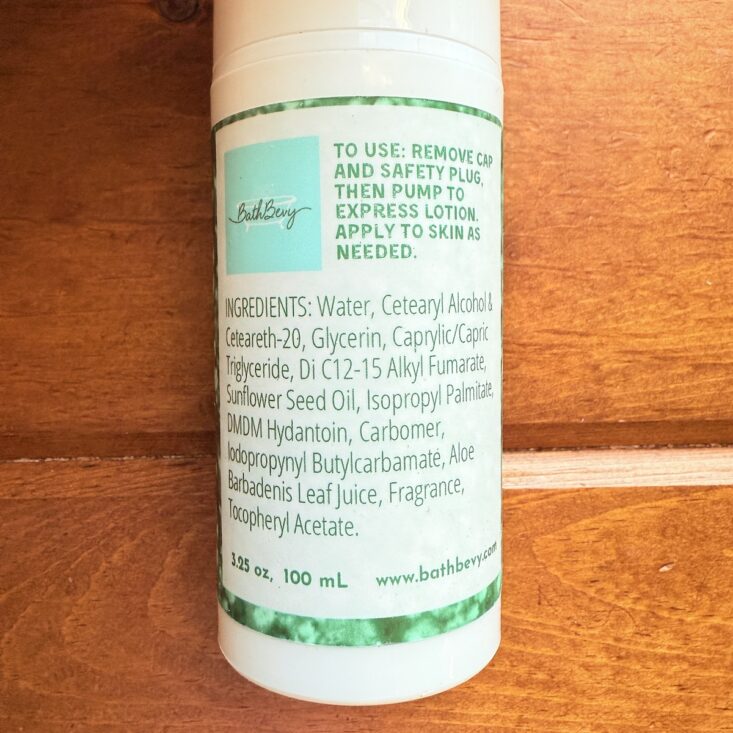 BathBevy
TO USE: REMOVE CAP
AND SAFETY PLUG,
THEN PUMP TO
EXPRESS LOTION.
APPLY TO SKIN AS
NEEDED.
INGREDIENTS: Water, Cetearyl Alcohol &
Ceteareth-20, Glycerin, Caprylic/Capric
Triglyceride, Di C12-15 Alkyl Fumarate,
Sunflower Seed Oil, Isopropyl Palmitate,
DMDM Hydantoin, Carbomer,
Iodopropynyl Butylcarbamate, Aloe
Barbadenis Leaf Juice, Fragrance,
Tocopheryl Acetate.
3.25 oz, 100 mL www.bathbevy.com